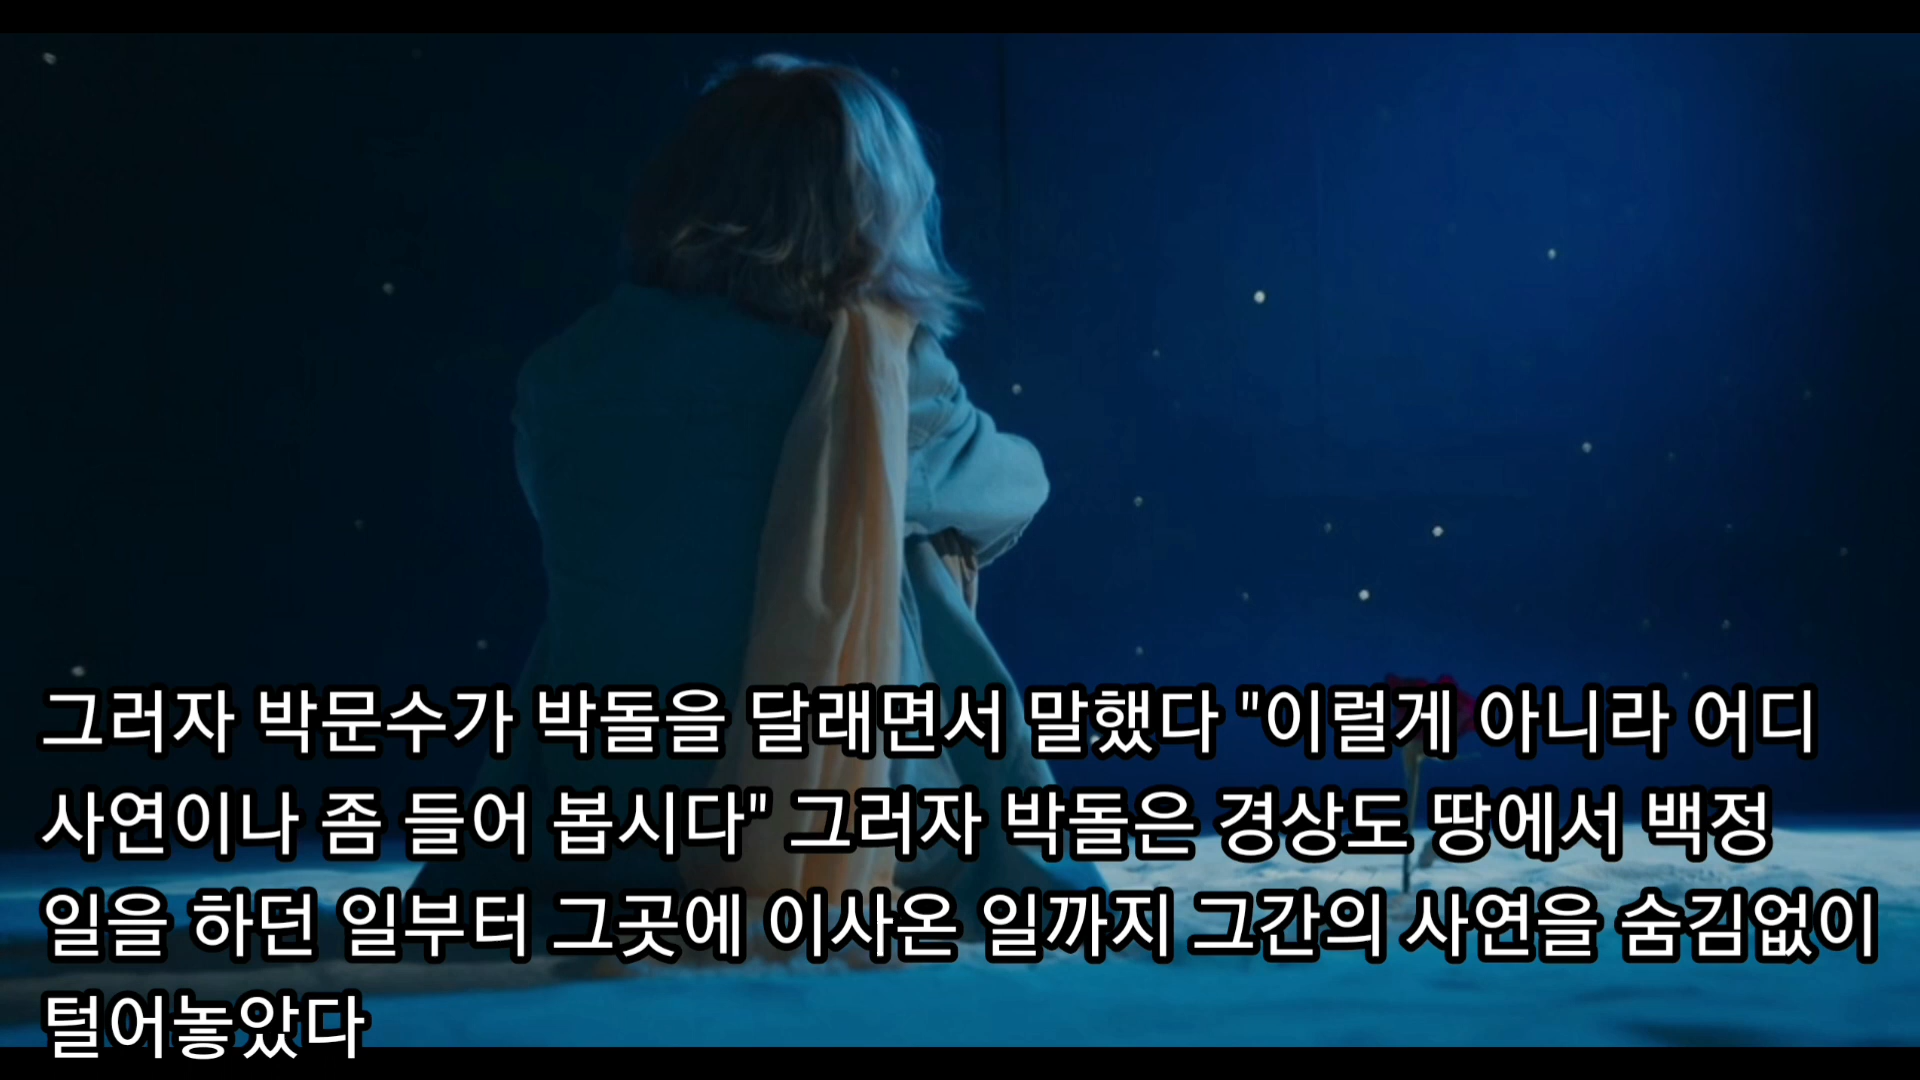 그러자 박문수가 박돌을 달래면서 말했다 "이럴게 아니라 어디
사연이나 좀 들어 봅시다" 그러자 박돌은 경상도 땅에서 백정
일을 하던 일부터 그곳에 이사온 일까지 그간의 사연을 숨김없이
털어놓았다